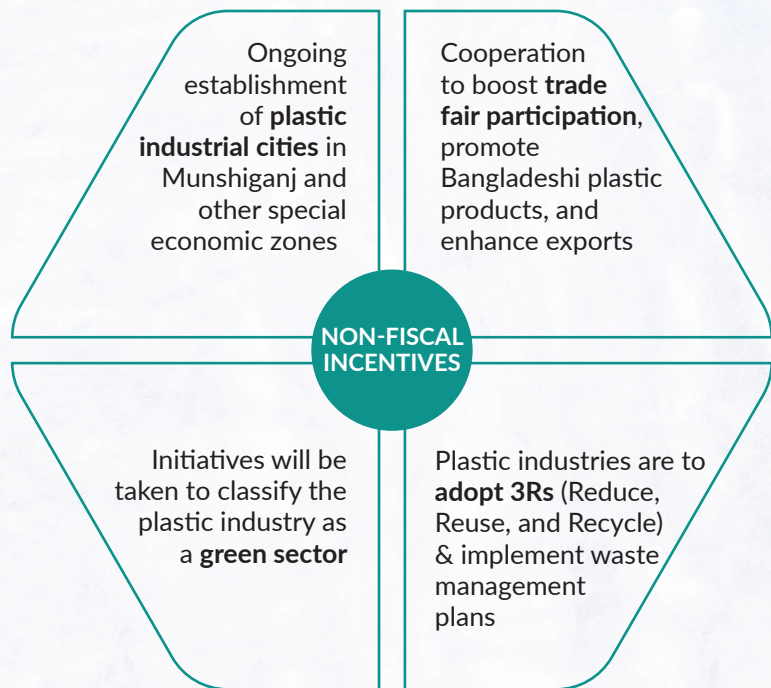 Ongoing
establishment
of plastic
industrial cities in
Munshiganj and
other special
economic zones
Cooperation
to boost trade
fair participation,
promote
Bangladeshi plastic
products, and
enhance exports
NON-FISCAL
INCENTIVES
Initiatives will be
taken to classify the
plastic industry as
a green sector
Plastic industries are to
adopt 3Rs (Reduce,
Reuse, and Recycle)
& implement waste
management
plans